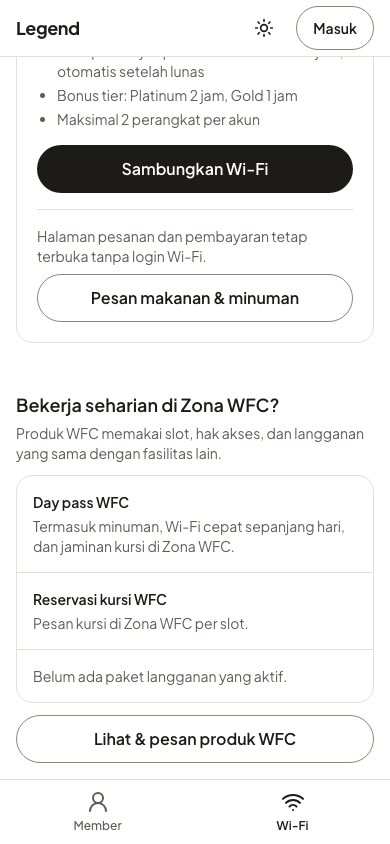 Legend
Masuk
otomatis setelah lunas
Bonus tier: Platinum 2 jam, Gold 1 jam
Maksimal 2 perangkat per akun
Sambungkan Wi-Fi
Halaman pesanan dan pembayaran tetap
terbuka tanpa login Wi-Fi.
Pesan makanan & minuman
Bekerja seharian di Zona WFC?
Produk WFC memakai slot, hak akses, dan langganan
yang sama dengan fasilitas lain.
Day pass WFC
Termasuk minuman, Wi-Fi cepat sepanjang hari,
dan jaminan kursi di Zona WFC.
Reservasi kursi WFC
Pesan kursi di Zona WFC per slot.
Belum ada paket langganan yang aktif.
Lihat & pesan produk WFC
Member
Wi-Fi